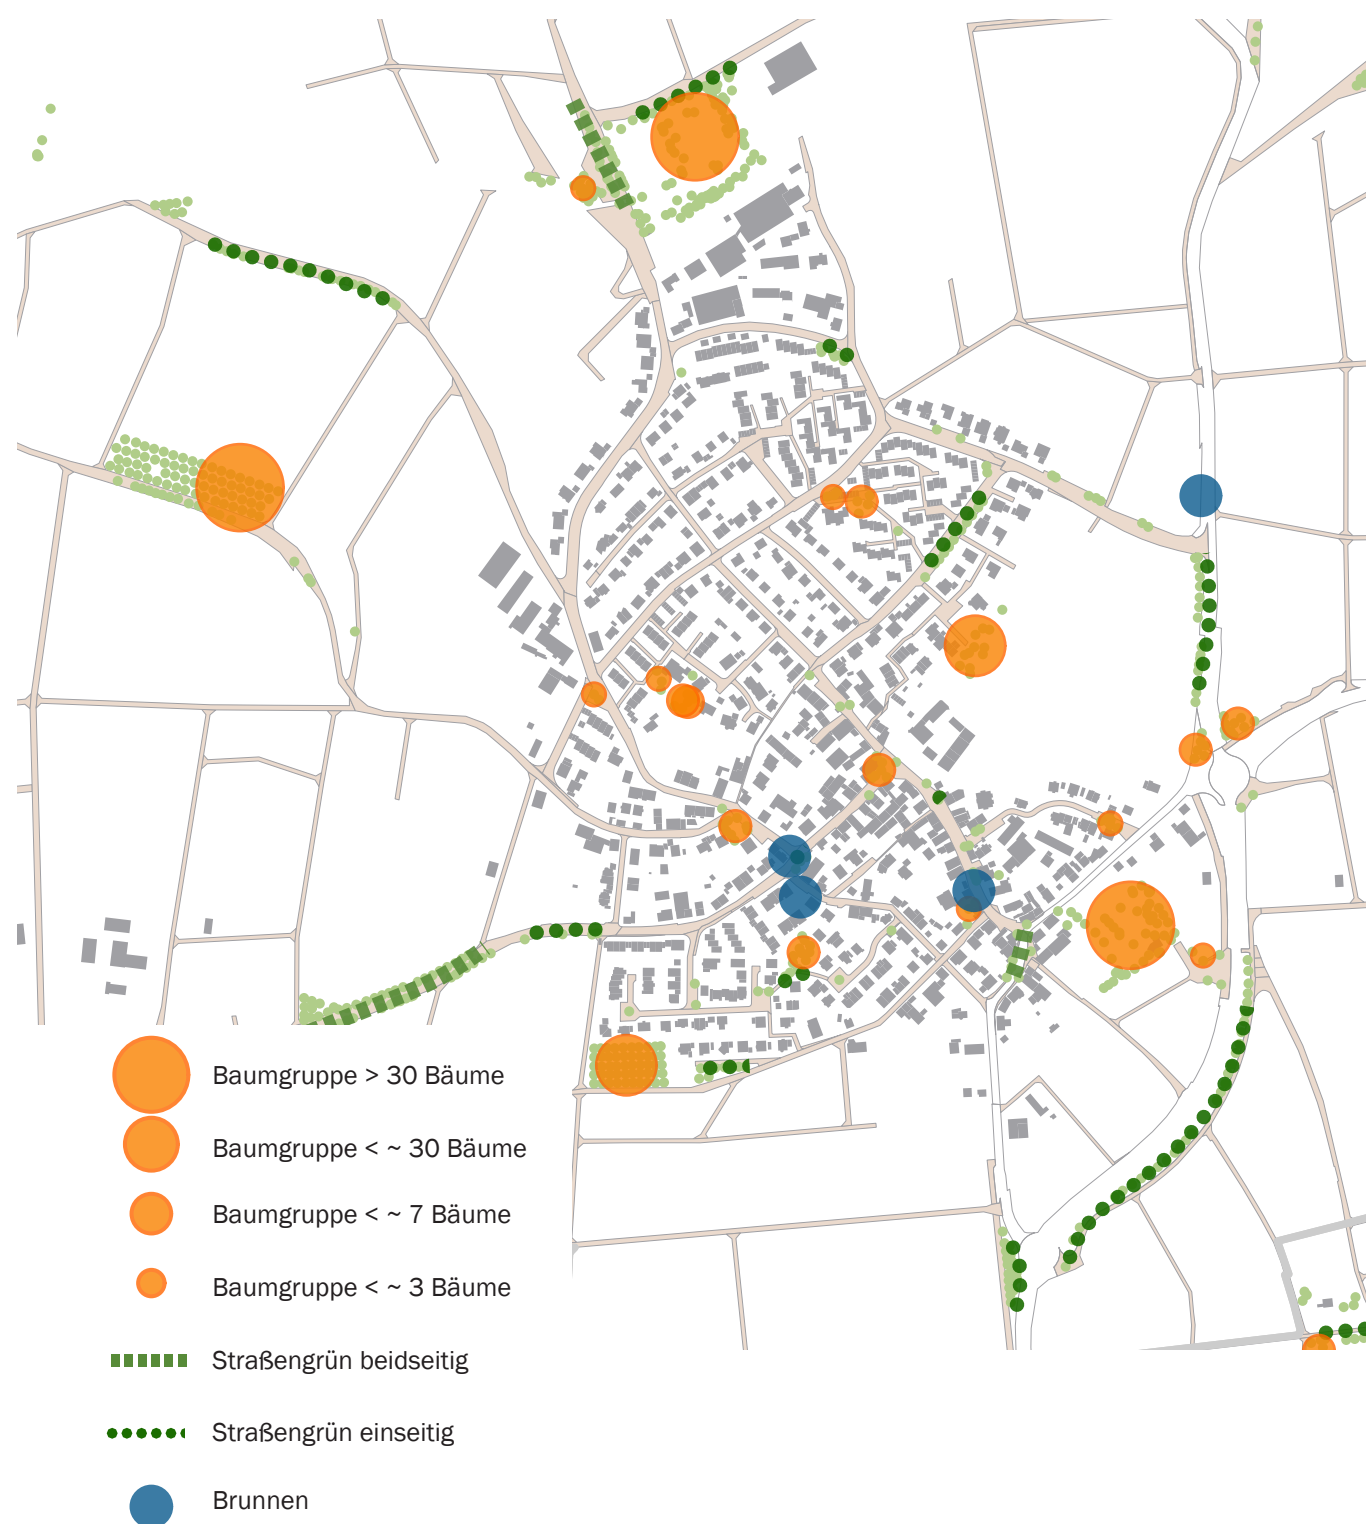 Baumgruppe > 30 Bäume
Baumgruppe < ~ 30 Bäume
Baumgruppe < ~ 7 Bäume
Baumgruppe < ~ 3 Bäume
Straßengrün beidseitig
Straßengrün einseitig
Brunnen